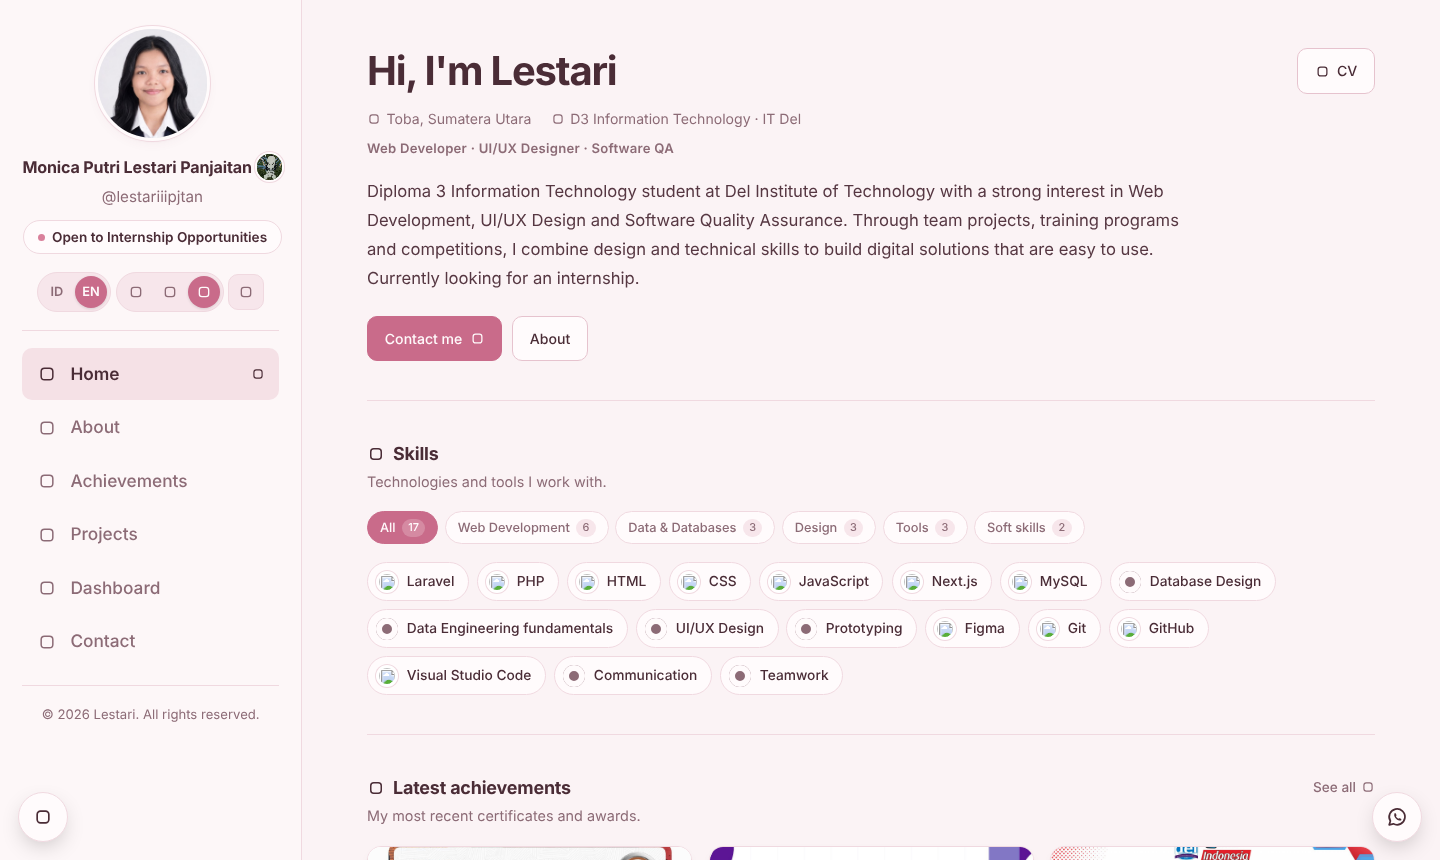 Monica Putri Lestari Panjaitan
@lestariiipjtan
Open to Internship Opportunities
ID EN
Home
About
Achievements
Projects
Dashboard
Contact
© 2026 Lestari. All rights reserved.
Hi, I'm Lestari
CV
Toba, Sumatera Utara D3 Information Technology · IT Del
Web Developer · UI/UX Designer · Software QA
Diploma 3 Information Technology student at Del Institute of Technology with a strong interest in Web
Development, UI/UX Design and Software Quality Assurance. Through team projects, training programs
and competitions, I combine design and technical skills to build digital solutions that are easy to use.
Currently looking for an internship.
Contact me About
Skills
Technologies and tools I work with.
All 17 Web Development 6 Data & Databases 3 Design 3 Tools 3 Soft skills 2
Laravel PHP HTML CSS JavaScript Next.js MySQL Database Design
Data Engineering fundamentals UI/UX Design Prototyping Figma Git GitHub
Visual Studio Code Communication Teamwork
Latest achievements See all
My most recent certificates and awards.
Indonesia